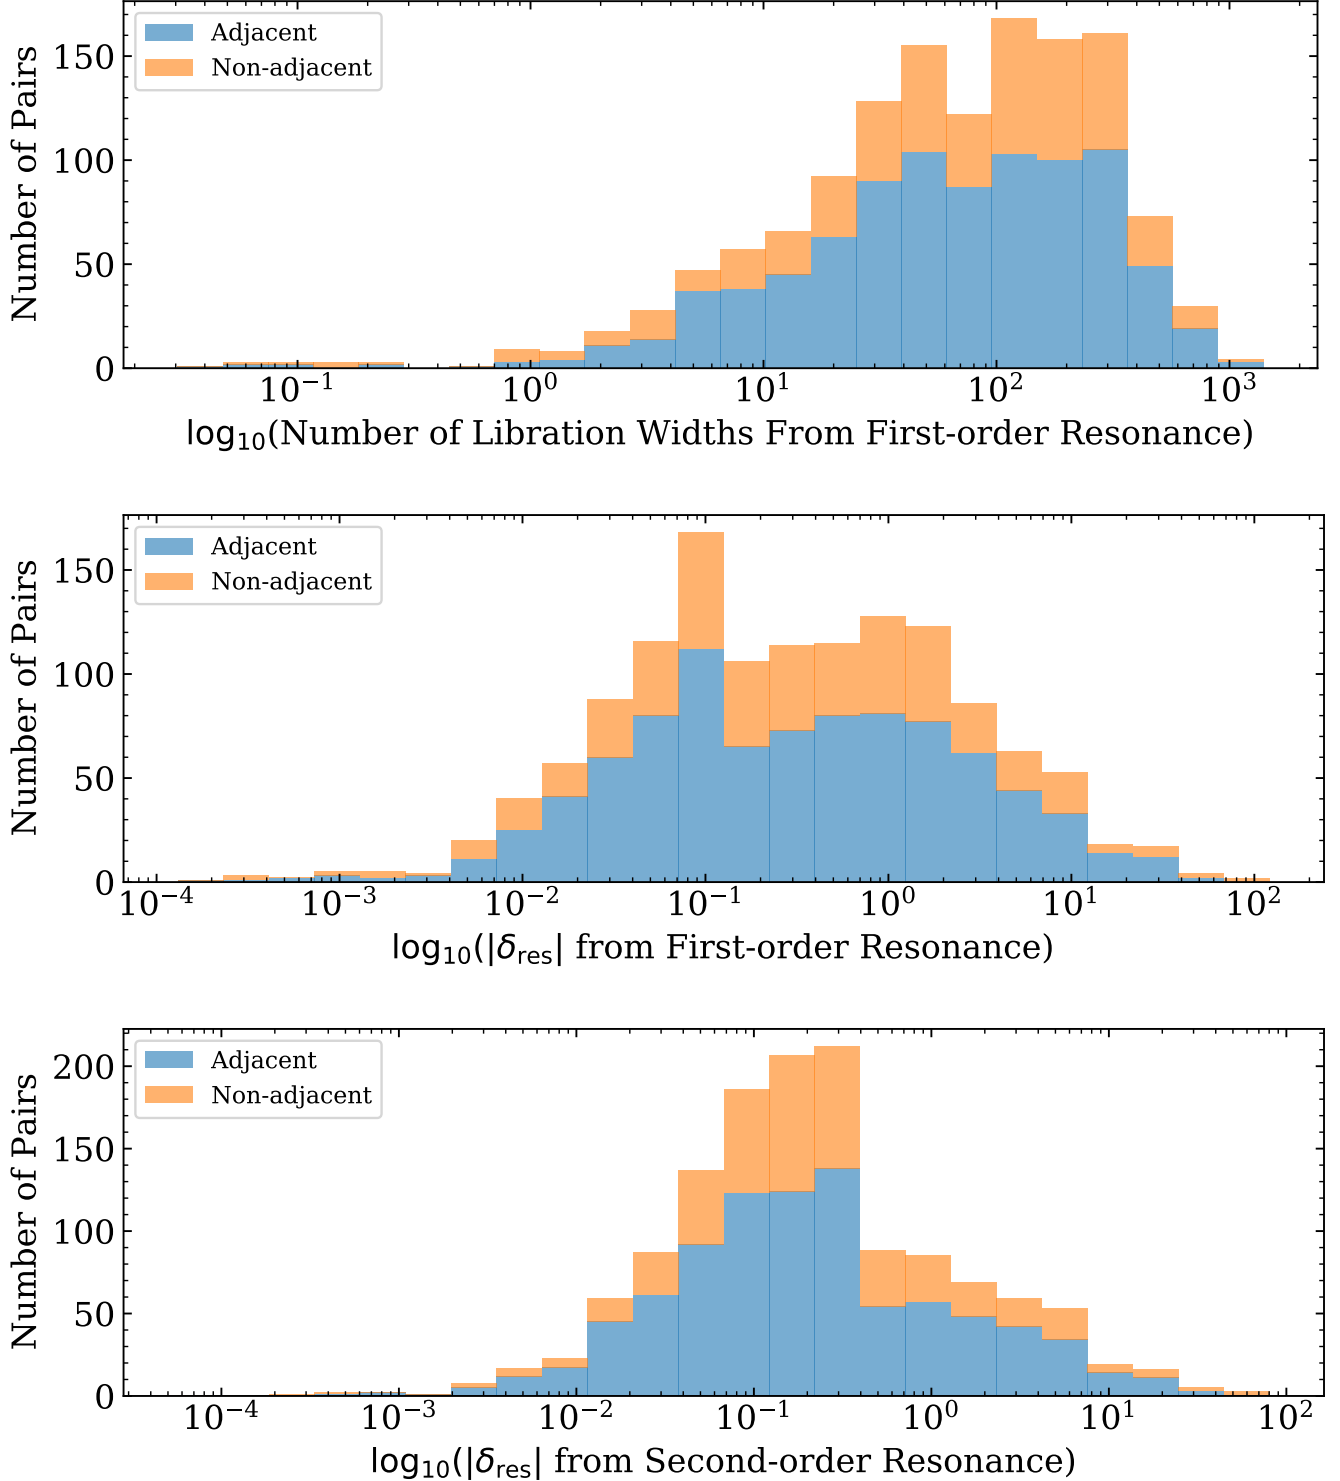 Number of Pairs
150
100
50
0
Adjacent
Non-adjacent
10⁻¹ 10⁰ 10¹ 10² 10³
log₁₀(Number of Libration Widths From First-order Resonance)
Number of Pairs
150
100
50
0
Adjacent
Non-adjacent
10⁻⁴ 10⁻³ 10⁻² 10⁻¹ 10⁰ 10¹ 10²
log₁₀(|δ_res| from First-order Resonance)
Number of Pairs
200
150
100
50
0
Adjacent
Non-adjacent
10⁻⁴ 10⁻³ 10⁻² 10⁻¹ 10⁰ 10¹ 10²
log₁₀(|δ_res| from Second-order Resonance)